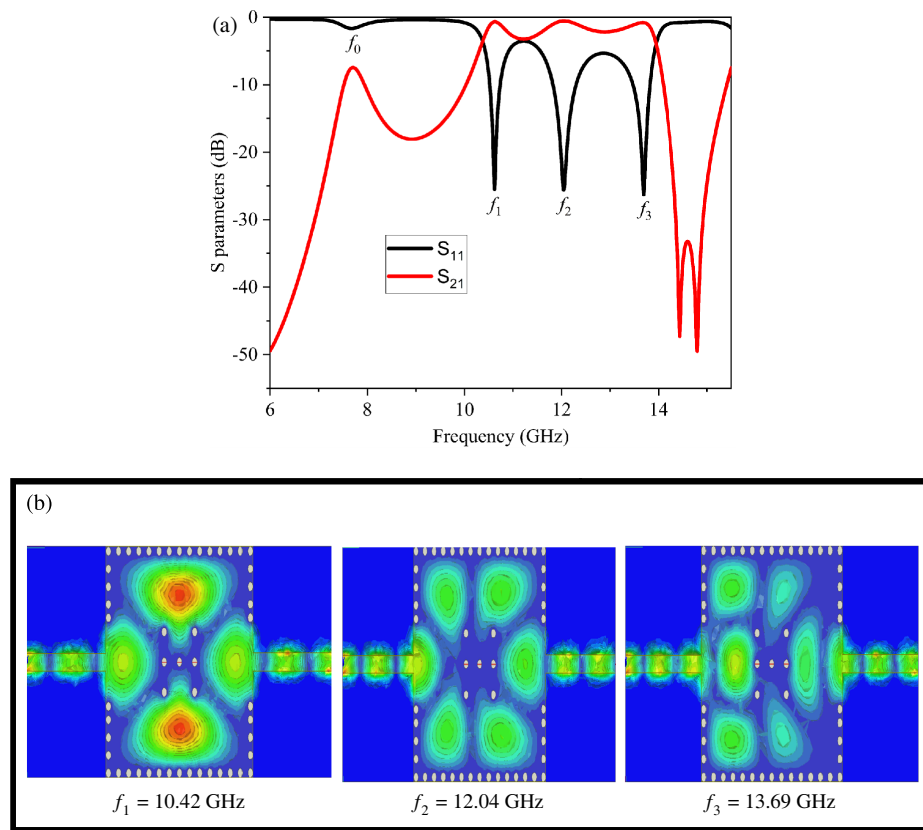 (a)
0
-10
-20
-30
-40
-50
S parameters (dB)
f0
f1
f2
f3
S11
S21
6 8 10 12 14
Frequency (GHz)
(b)
f1 = 10.42 GHz
f2 = 12.04 GHz
f3 = 13.69 GHz